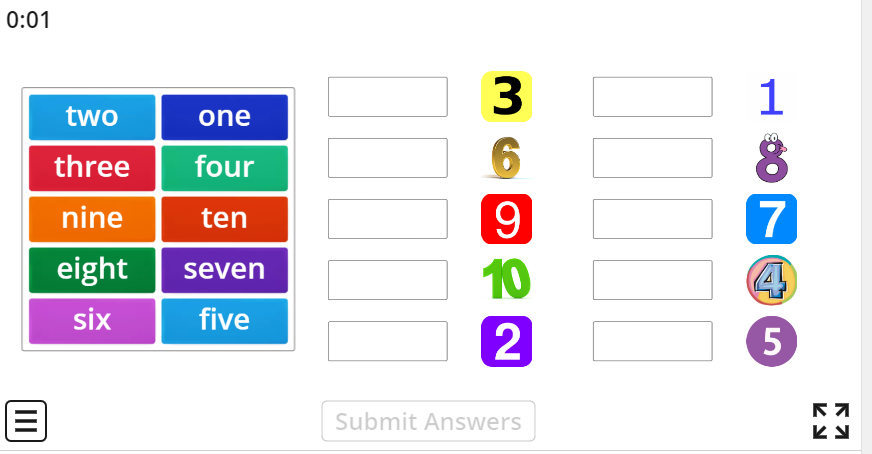 0:01
two one
three four
nine ten
eight seven
six five
3 1
6 8
9 7
10 4
2 5
Submit Answers